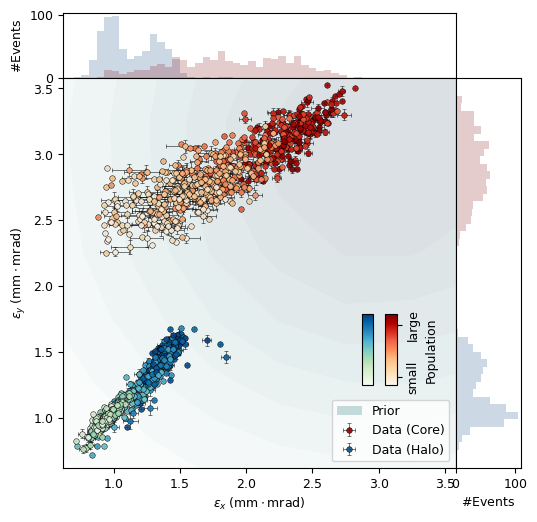 100
#Events
0
3.5
3.0
2.5
2.0
1.5
1.0
εy (mm · mrad)
large
small
Population
Prior
Data (Core)
Data (Halo)
1.0 1.5 2.0 2.5 3.0 3.5
0 100
εx (mm · mrad)
#Events